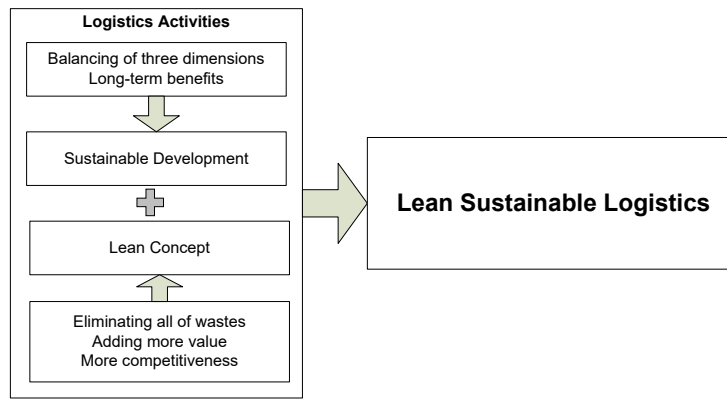 Logistics Activities
Balancing of three dimensions
Long-term benefits
Sustainable Development
Lean Concept
Eliminating all of wastes
Adding more value
More competitiveness
Lean Sustainable Logistics